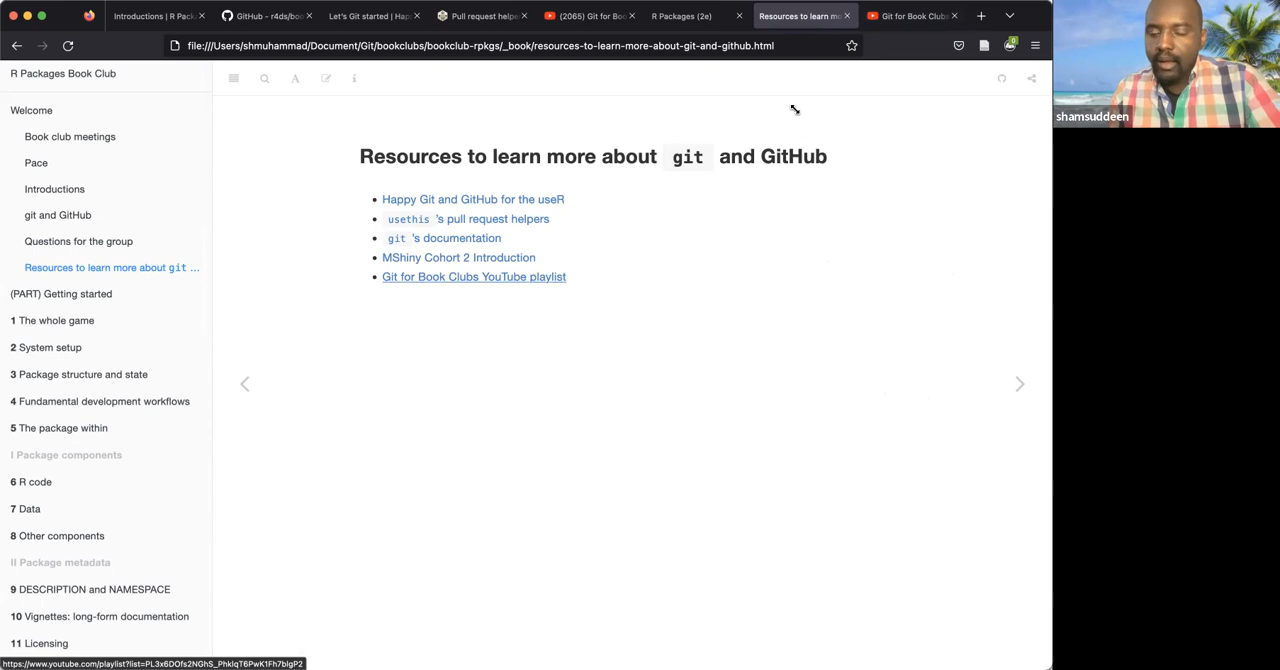 Introductions | R Pack
GitHub - r4ds/boo
Let's Git started | Hap
Pull request helpe
(2065) Git for Boo
R Packages (2e)
Resources to learn mo
Git for Book Clubs
file:///Users/shmuhammad/Document/Git/bookclubs/bookclub-rpkgs/_book/resources-to-learn-more-about-git-and-github.html
0
shamsuddeen
R Packages Book Club
Welcome
Book club meetings
Pace
Introductions
git and GitHub
Questions for the group
Resources to learn more about git ...
(PART) Getting started
1 The whole game
2 System setup
3 Package structure and state
4 Fundamental development workflows
5 The package within
I Package components
6 R code
7 Data
8 Other components
II Package metadata
9 DESCRIPTION and NAMESPACE
10 Vignettes: long-form documentation
11 Licensing
Resources to learn more about git and GitHub
Happy Git and GitHub for the useR
usethis 's pull request helpers
git 's documentation
MShiny Cohort 2 Introduction
Git for Book Clubs YouTube playlist